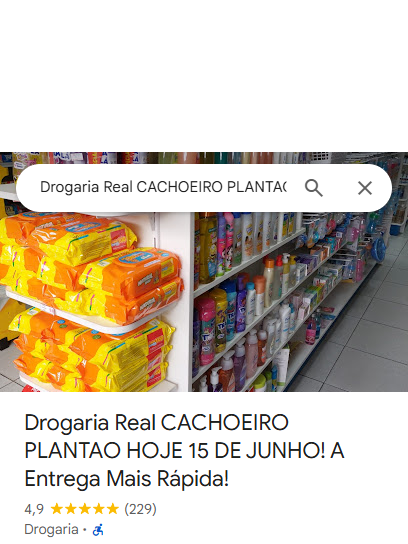 Drogaria Real CACHOEIRO PLANTAO
Drogaria Real CACHOEIRO
PLANTAO HOJE 15 DE JUNHO! A
Entrega Mais Rápida!
4,9 (229)
Drogaria ·